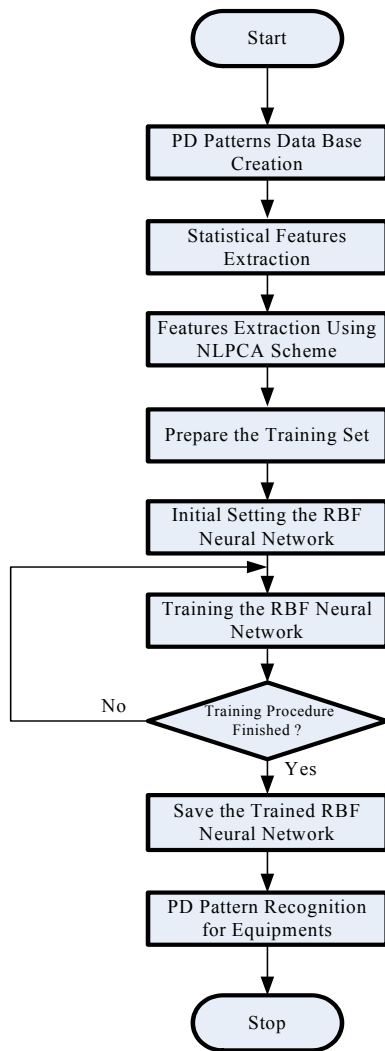 Start
PD Patterns Data Base
Creation
Statistical Features
Extraction
Features Extraction Using
NLPCA Scheme
Prepare the Training Set
Initial Setting the RBF
Neural Network
Training the RBF Neural
Network
Training Procedure
Finished ?
No
Yes
Save the Trained RBF
Neural Network
PD Pattern Recognition
for Equipments
Stop